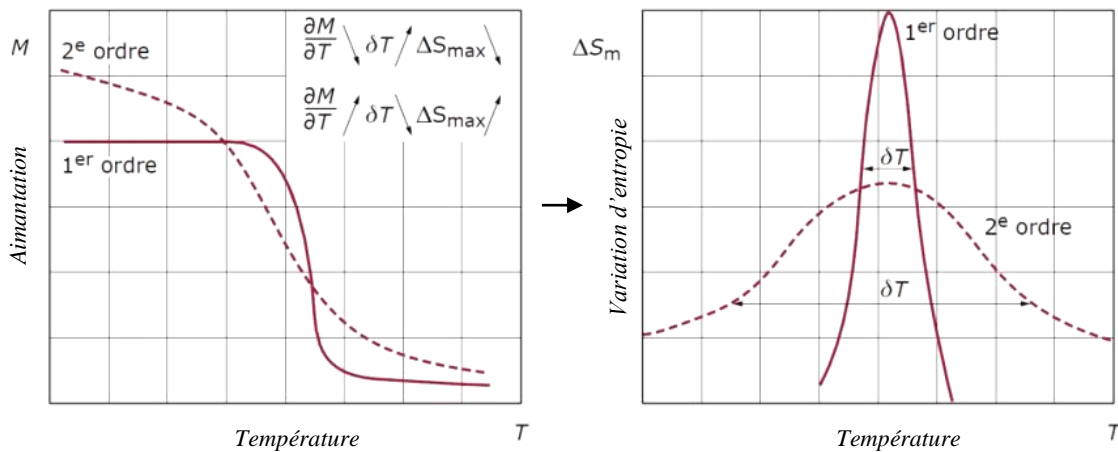 M
2e ordre
∂M/∂T ↘ δT ↗ ΔSmax ↘
∂M/∂T ↗ δT ↘ ΔSmax ↗
1er ordre
Aimantation
Température
T
ΔSm
1er ordre
δT
2e ordre
δT
Variation d'entropie
Température
T